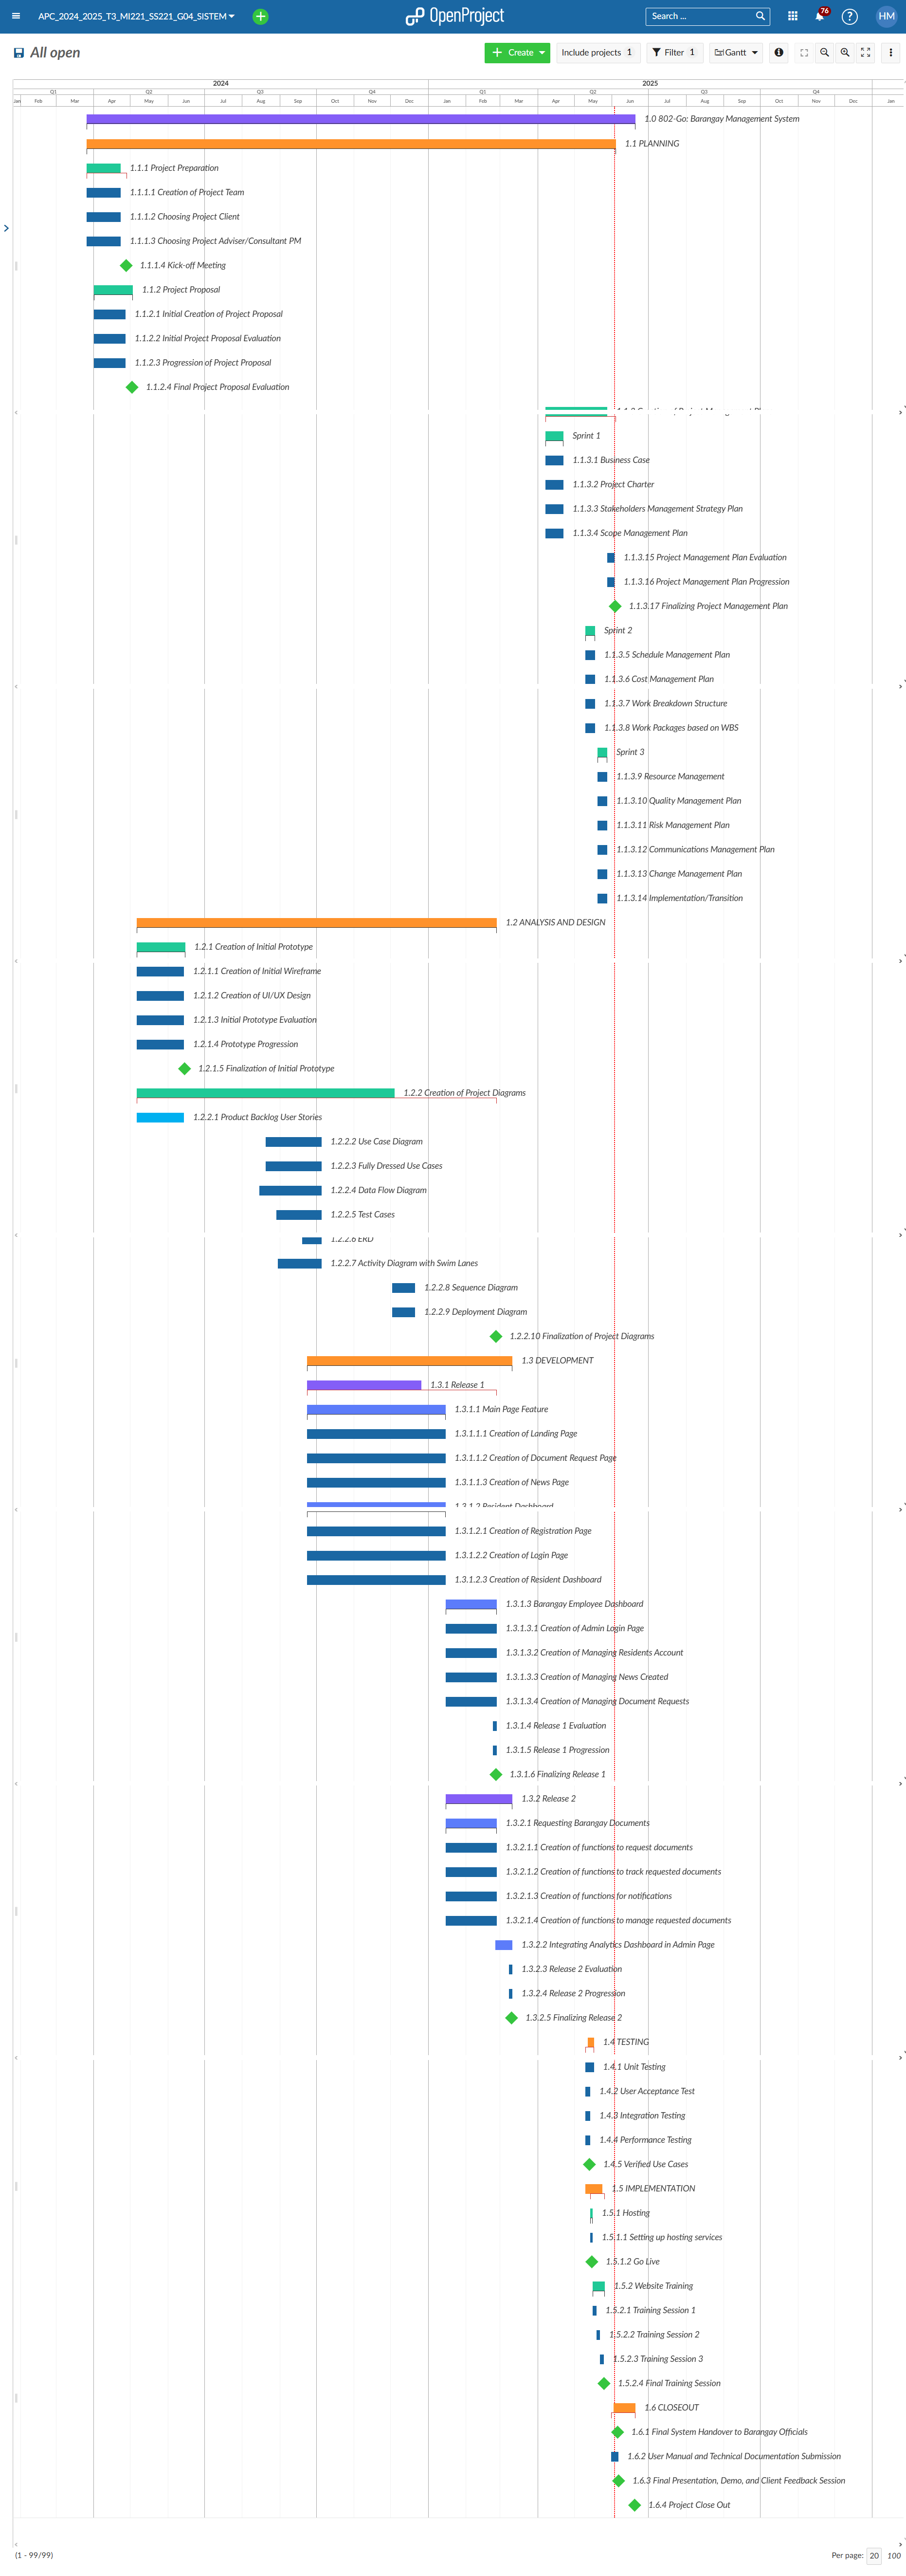 APC_2024_2025_T3_MI221_SS221_G04_SISTEM
OpenProject
Search ...
76
?
HM
All open
+ Create
Include projects 1
Filter 1
Gantt
2024 2025
Q1 Q2 Q3 Q4 Q1 Q2 Q3 Q4
Jan Feb Mar Apr May Jun Jul Aug Sep Oct Nov Dec Jan Feb Mar Apr May Jun Jul Aug Sep Oct Nov Dec Jan
1.0 802-Go: Barangay Management System
1.1 PLANNING
1.1.1 Project Preparation
1.1.1.1 Creation of Project Team
1.1.1.2 Choosing Project Client
1.1.1.3 Choosing Project Adviser/Consultant PM
1.1.1.4 Kick-off Meeting
1.1.2 Project Proposal
1.1.2.1 Initial Creation of Project Proposal
1.1.2.2 Initial Project Proposal Evaluation
1.1.2.3 Progression of Project Proposal
1.1.2.4 Final Project Proposal Evaluation
1.1.3 Creation of Project Management Pl
Sprint 1
1.1.3.1 Business Case
1.1.3.2 Project Charter
1.1.3.3 Stakeholders Management Strategy Plan
1.1.3.4 Scope Management Plan
1.1.3.15 Project Management Plan Evaluation
1.1.3.16 Project Management Plan Progression
1.1.3.17 Finalizing Project Management Plan
Sprint 2
1.1.3.5 Schedule Management Plan
1.1.3.6 Cost Management Plan
1.1.3.7 Work Breakdown Structure
1.1.3.8 Work Packages based on WBS
Sprint 3
1.1.3.9 Resource Management
1.1.3.10 Quality Management Plan
1.1.3.11 Risk Management Plan
1.1.3.12 Communications Management Plan
1.1.3.13 Change Management Plan
1.1.3.14 Implementation/Transition
1.2 ANALYSIS AND DESIGN
1.2.1 Creation of Initial Prototype
1.2.1.1 Creation of Initial Wireframe
1.2.1.2 Creation of UI/UX Design
1.2.1.3 Initial Prototype Evaluation
1.2.1.4 Prototype Progression
1.2.1.5 Finalization of Initial Prototype
1.2.2 Creation of Project Diagrams
1.2.2.1 Product Backlog User Stories
1.2.2.2 Use Case Diagram
1.2.2.3 Fully Dressed Use Cases
1.2.2.4 Data Flow Diagram
1.2.2.5 Test Cases
1.2.2.6 ERD
1.2.2.7 Activity Diagram with Swim Lanes
1.2.2.8 Sequence Diagram
1.2.2.9 Deployment Diagram
1.2.2.10 Finalization of Project Diagrams
1.3 DEVELOPMENT
1.3.1 Release 1
1.3.1.1 Main Page Feature
1.3.1.1.1 Creation of Landing Page
1.3.1.1.2 Creation of Document Request Page
1.3.1.1.3 Creation of News Page
1.3.1.2 Resident Dashboard
1.3.1.2.1 Creation of Registration Page
1.3.1.2.2 Creation of Login Page
1.3.1.2.3 Creation of Resident Dashboard
1.3.1.3 Barangay Employee Dashboard
1.3.1.3.1 Creation of Admin Login Page
1.3.1.3.2 Creation of Managing Residents Account
1.3.1.3.3 Creation of Managing News Created
1.3.1.3.4 Creation of Managing Document Requests
1.3.1.4 Release 1 Evaluation
1.3.1.5 Release 1 Progression
1.3.1.6 Finalizing Release 1
1.3.2 Release 2
1.3.2.1 Requesting Barangay Documents
1.3.2.1.1 Creation of functions to request documents
1.3.2.1.2 Creation of functions to track requested documents
1.3.2.1.3 Creation of functions for notifications
1.3.2.1.4 Creation of functions to manage requested documents
1.3.2.2 Integrating Analytics Dashboard in Admin Page
1.3.2.3 Release 2 Evaluation
1.3.2.4 Release 2 Progression
1.3.2.5 Finalizing Release 2
1.4 TESTING
1.4.1 Unit Testing
1.4.2 User Acceptance Test
1.4.3 Integration Testing
1.4.4 Performance Testing
1.4.5 Verified Use Cases
1.5 IMPLEMENTATION
1.5.1 Hosting
1.5.1.1 Setting up hosting services
1.5.1.2 Go Live
1.5.2 Website Training
1.5.2.1 Training Session 1
1.5.2.2 Training Session 2
1.5.2.3 Training Session 3
1.5.2.4 Final Training Session
1.6 CLOSEOUT
1.6.1 Final System Handover to Barangay Officials
1.6.2 User Manual and Technical Documentation Submission
1.6.3 Final Presentation, Demo, and Client Feedback Session
1.6.4 Project Close Out
(1 - 99/99)
Per page: 20 100